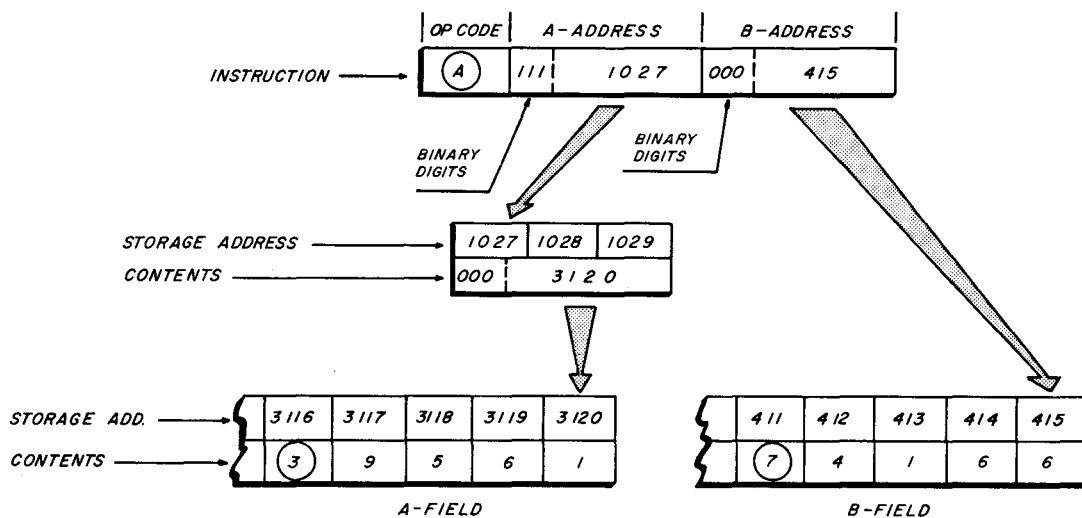 OP CODE A-ADDRESS B-ADDRESS
INSTRUCTION A 111 1027 000 415
BINARY DIGITS
BINARY DIGITS
STORAGE ADDRESS 1027 1028 1029
CONTENTS 000 3120
STORAGE ADD. 3116 3117 3118 3119 3120 411 412 413 414 415
CONTENTS 3 9 5 6 1 7 4 1 6 6
A-FIELD B-FIELD